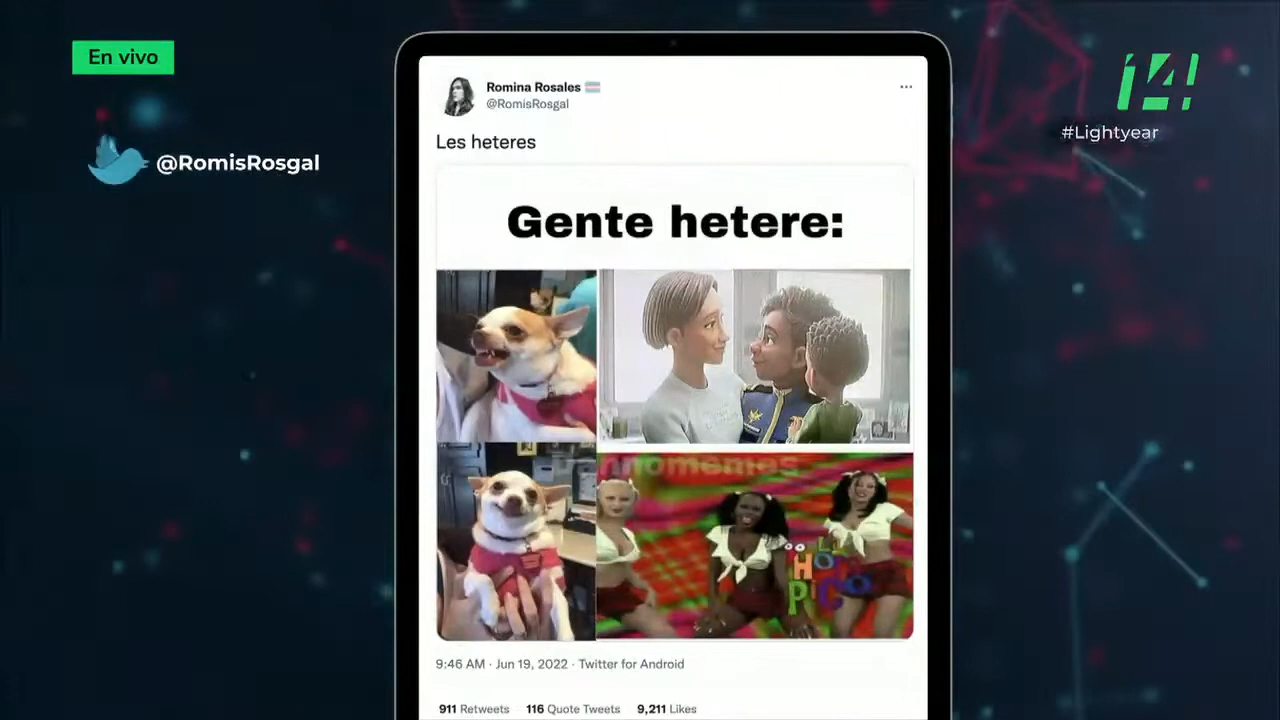 En vivo
@RomisRosgal
14!
#Lightyear
Romina Rosales
@RomisRosgal
Les heteres
Gente hetere:
9:46 AM · Jun 19, 2022 · Twitter for Android
911 Retweets 116 Quote Tweets 9,211 Likes